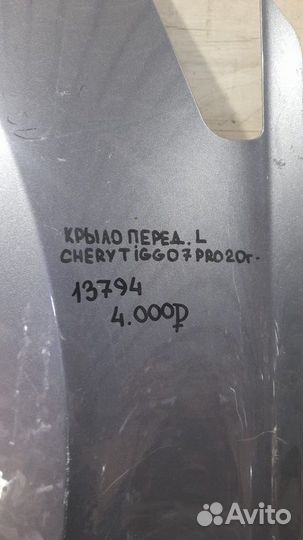 КРЫЛО ПЕРЕД. L
CHERY TiGGO 7 PRO 20г-
13794
4.000₽
Avito